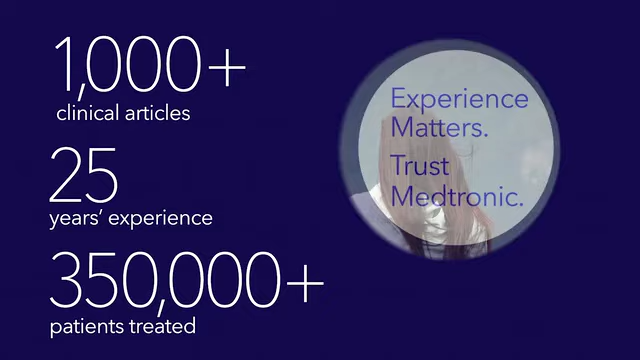 1,000+
clinical articles
25
years’ experience
350,000+
patients treated
Experience
Matters.
Trust
Medtronic.